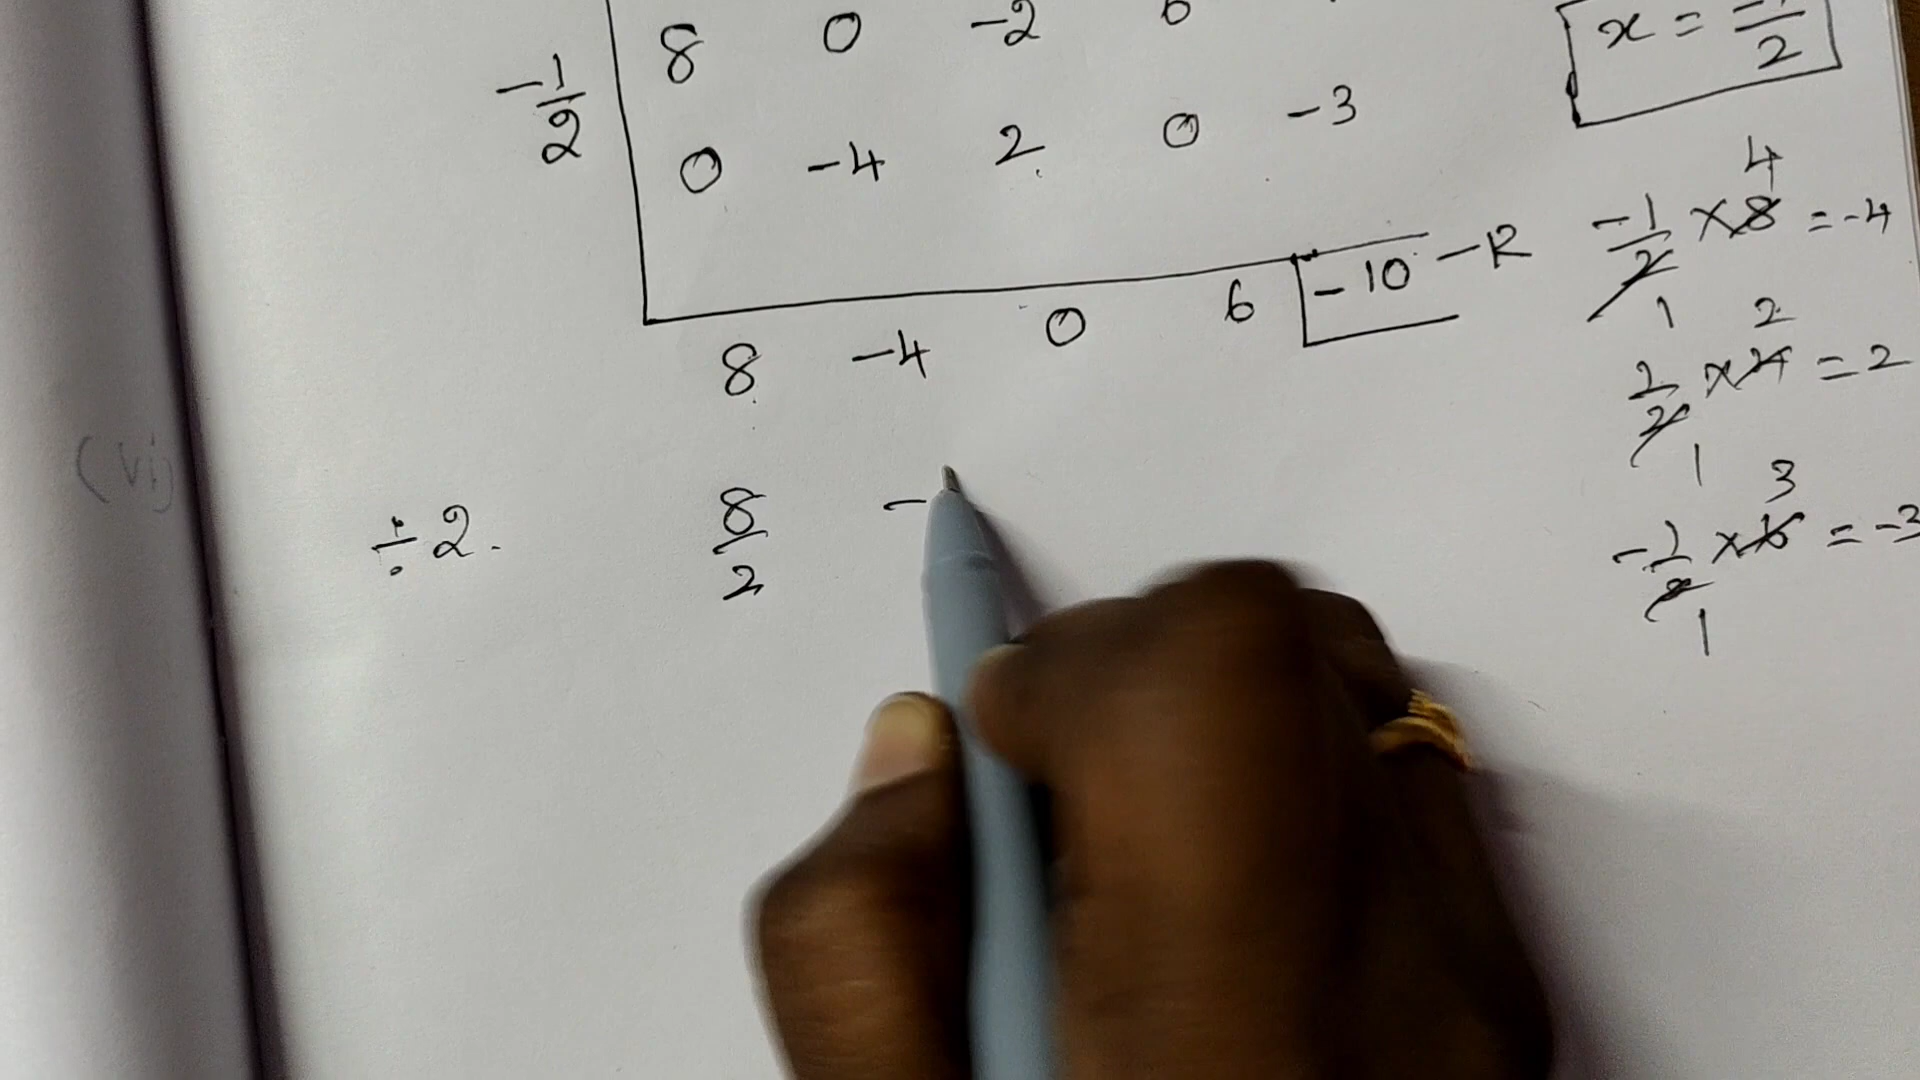 8 0 -2 6
x = -1/2
-1/2
0 -4 2 0 -3
-1/2 × 8 = -4
4
1
8 -4 0 6 -10 - R
1/2 × 4 = 2
2
1
÷ 2. 8/2 -
-1/2 × 6 = -3
3
1
(vi)